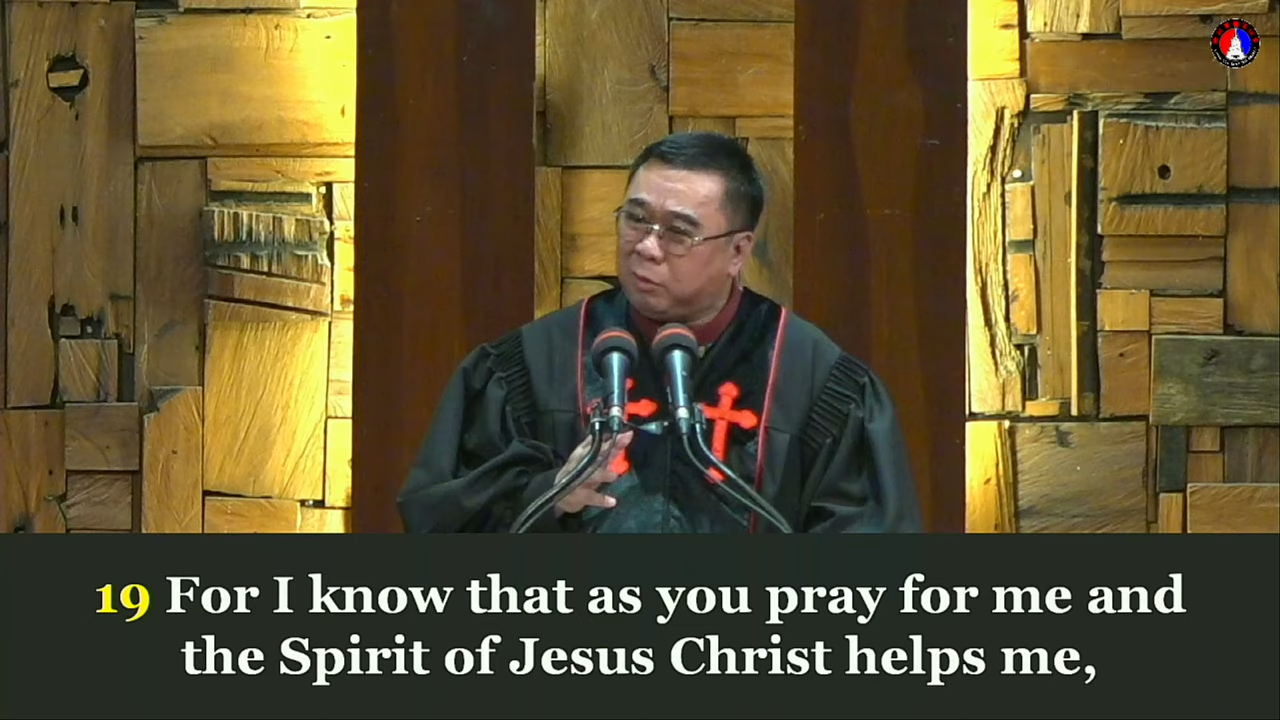 19 For I know that as you pray for me and
the Spirit of Jesus Christ helps me,